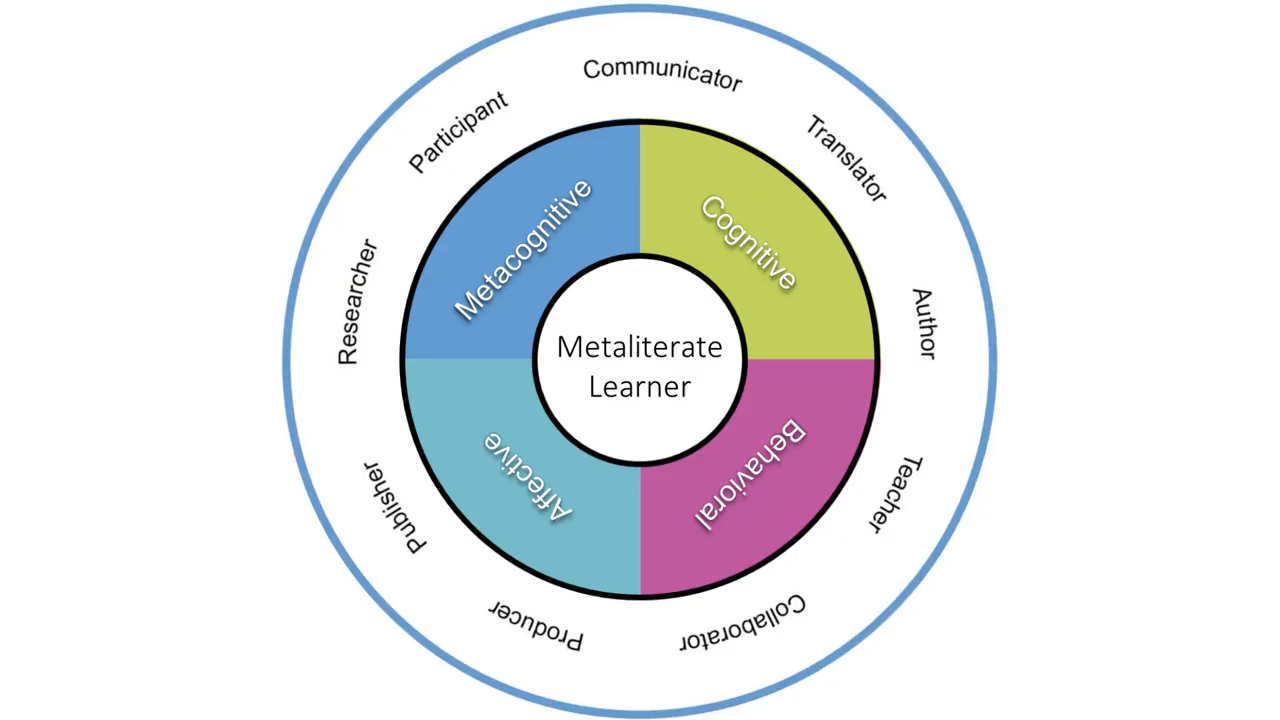 Communicator
Translator
Author
Teacher
Collaborator
Producer
Publisher
Researcher
Participant
Metacognitive
Cognitive
Behavioral
Affective
Metaliterate
Learner